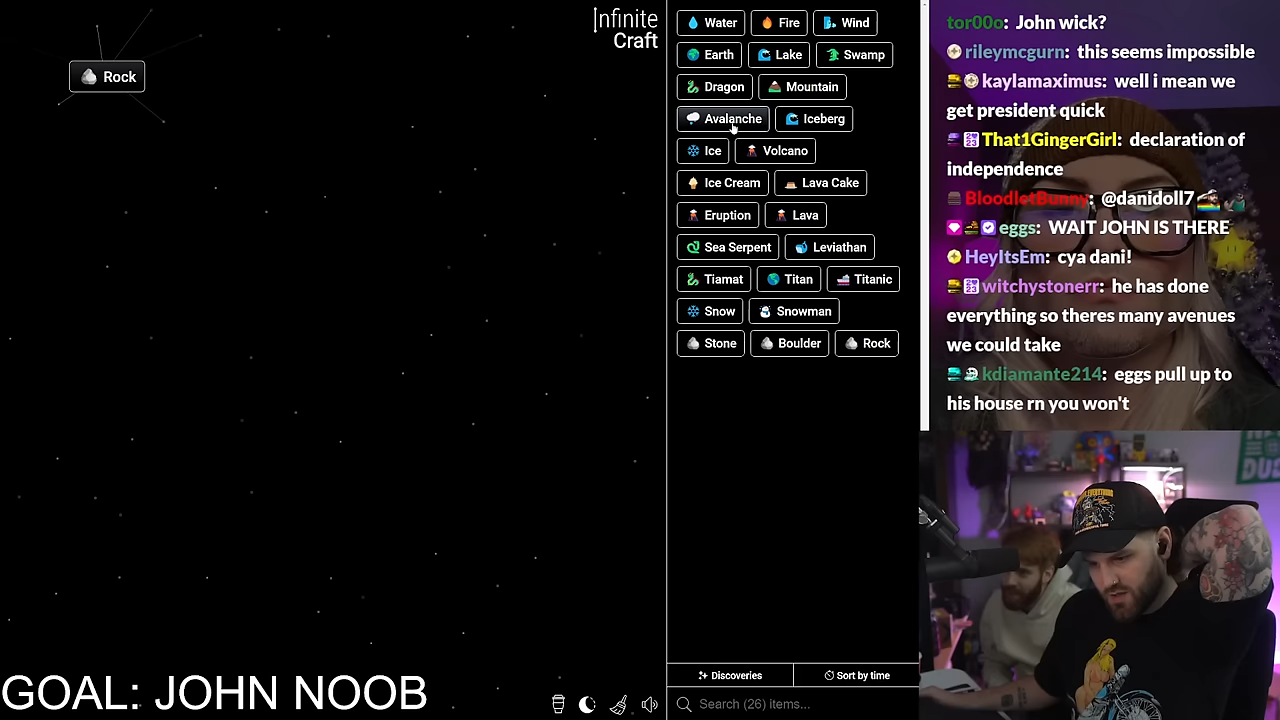 Infinite
Craft
Rock
Water
Fire
Wind
Earth
Lake
Swamp
Dragon
Mountain
Avalanche
Iceberg
Ice
Volcano
Ice Cream
Lava Cake
Eruption
Lava
Sea Serpent
Leviathan
Tiamat
Titan
Titanic
Snow
Snowman
Stone
Boulder
Rock
Discoveries
Sort by time
Search (26) items...
GOAL: JOHN NOOB
tor00o: John wick?
rileymcgurn: this seems impossible
kaylamaximus: well i mean we
get president quick
That1GingerGirl: declaration of
independence
BloodlotBunny: @danidoll7
eggs: WAIT JOHN IS THERE
HeyItsEm: cya dani!
witchystonerr: he has done
everything so theres many avenues
we could take
kdiamante214: eggs pull up to
his house rn you won't